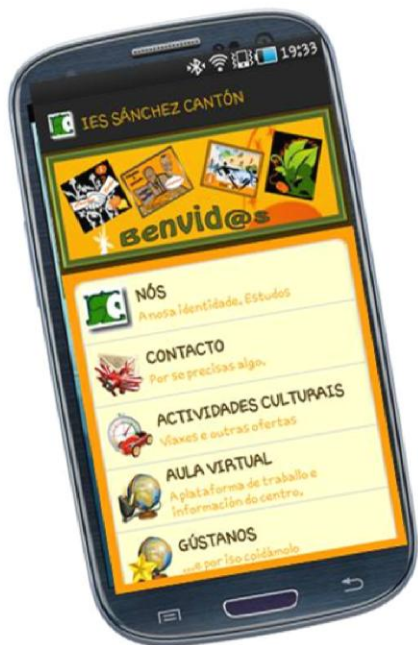 19:33
IES SÁNCHEZ CANTÓN
Benvid@s
NÓS
A nosa identidade. Estudos
CONTACTO
Por se precisas algo.
ACTIVIDADES CULTURAIS
Viaxes e outras ofertas
AULA VIRTUAL
A plataforma de traballo e
información do centro.
GÚSTANOS
...e por iso coidámolo